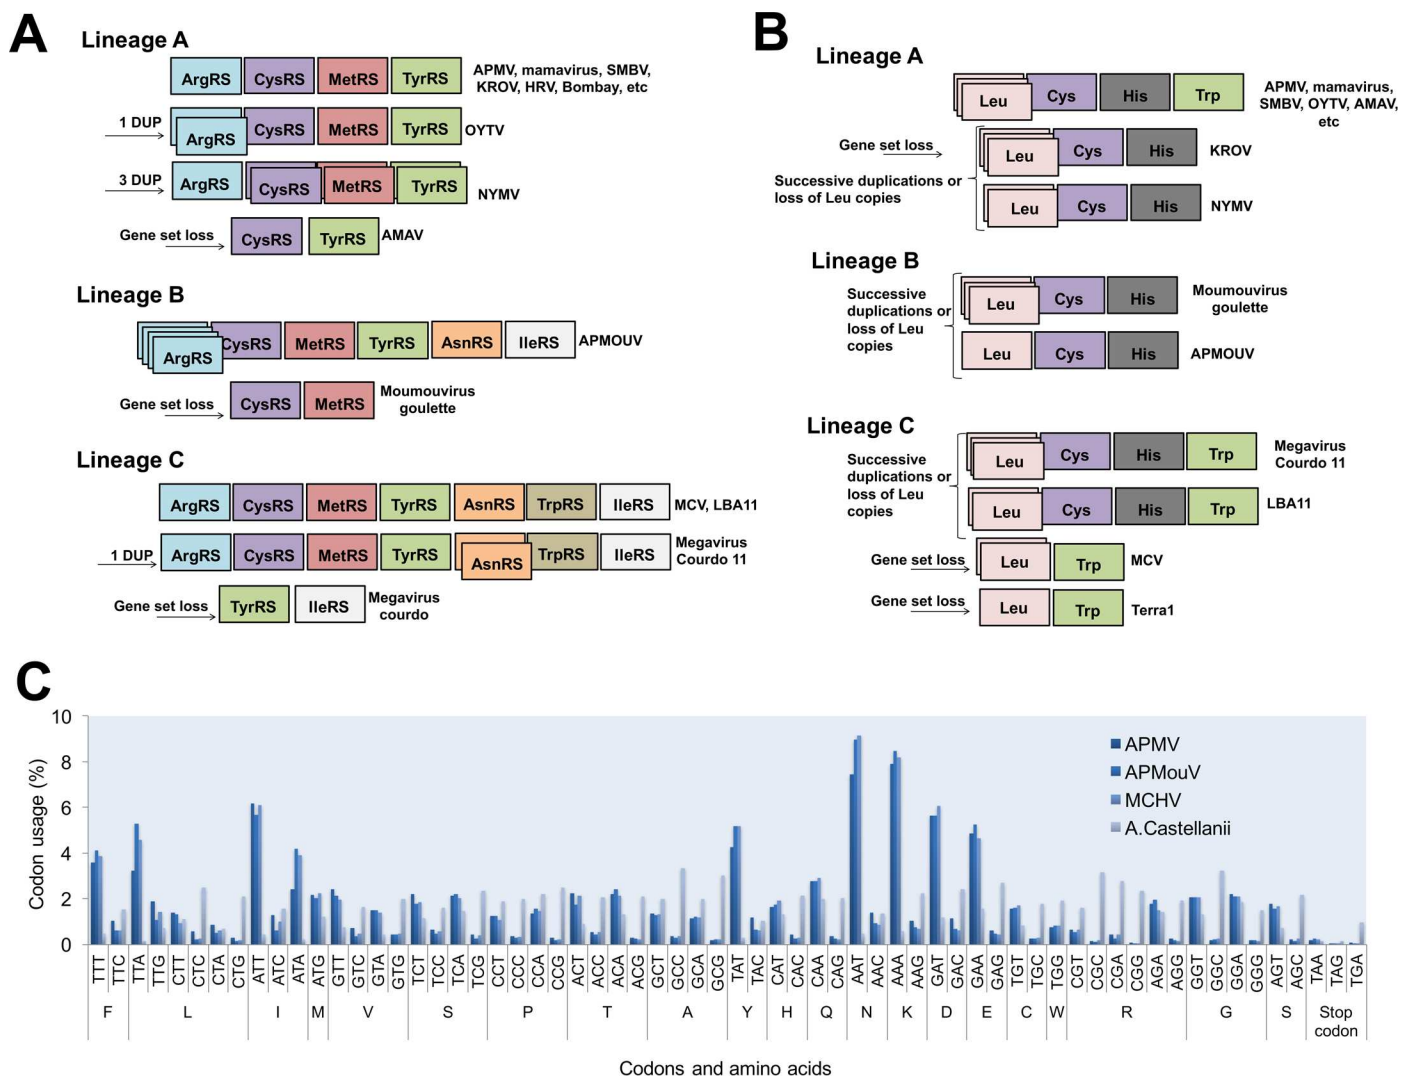 A
Lineage A
ArgRS CysRS MetRS TyrRS
APMV, mamavirus, SMBV,
KROV, HRV, Bombay, etc
1 DUP
ArgRS CysRS MetRS TyrRS OYTV
3 DUP
ArgRS CysRS MetRS TyrRS NYMV
Gene set loss
CysRS TyrRS AMAV
Lineage B
ArgRS CysRS MetRS TyrRS AsnRS IleRS APMOUV
Gene set loss
CysRS MetRS
Moumouvirus
goulette
Lineage C
ArgRS CysRS MetRS TyrRS AsnRS TrpRS IleRS MCV, LBA11
1 DUP
ArgRS CysRS MetRS TyrRS AsnRS TrpRS IleRS
Megavirus
Courdo 11
Gene set loss
TyrRS IleRS
Megavirus
courdo
B
Lineage A
Leu Cys His Trp
APMV, mamavirus,
SMBV, OYTV, AMAV,
etc
Gene set loss
Leu Cys His KROV
Successive duplications or
loss of Leu copies
Leu Cys His NYMV
Lineage B
Successive
duplications or
loss of Leu
copies
Leu Cys His
Moumouvirus
goulette
Leu Cys His APMOUV
Lineage C
Successive
duplications or
loss of Leu
copies
Leu Cys His Trp
Megavirus
Courdo 11
Leu Cys His Trp LBA11
Gene set loss
Leu Trp MCV
Gene set loss
Leu Trp Terra1
C
Codon usage (%)
10
8
6
4
2
0
APMV
APMouV
MCHV
A.Castellanii
TTT TTC TTA TTG CTT CTC CTA CTG ATT ATC ATA ATG GTT GTC GTA GTG TCT TCC TCA TCG CCT CCC CCA CCG ACT ACC ACA ACG GCT GCC GCA GCG TAT TAC CAT CAC CAA CAG AAT AAC AAA AAG GAT GAC GAA GAG TGT TGC TGG CGT CGC CGA CGG AGA AGG GGT GGC GGA GGG AGT AGC TAA TAG TGA
F L I M V S P T A Y H Q N K D E C W R G S Stop
codon
Codons and amino acids